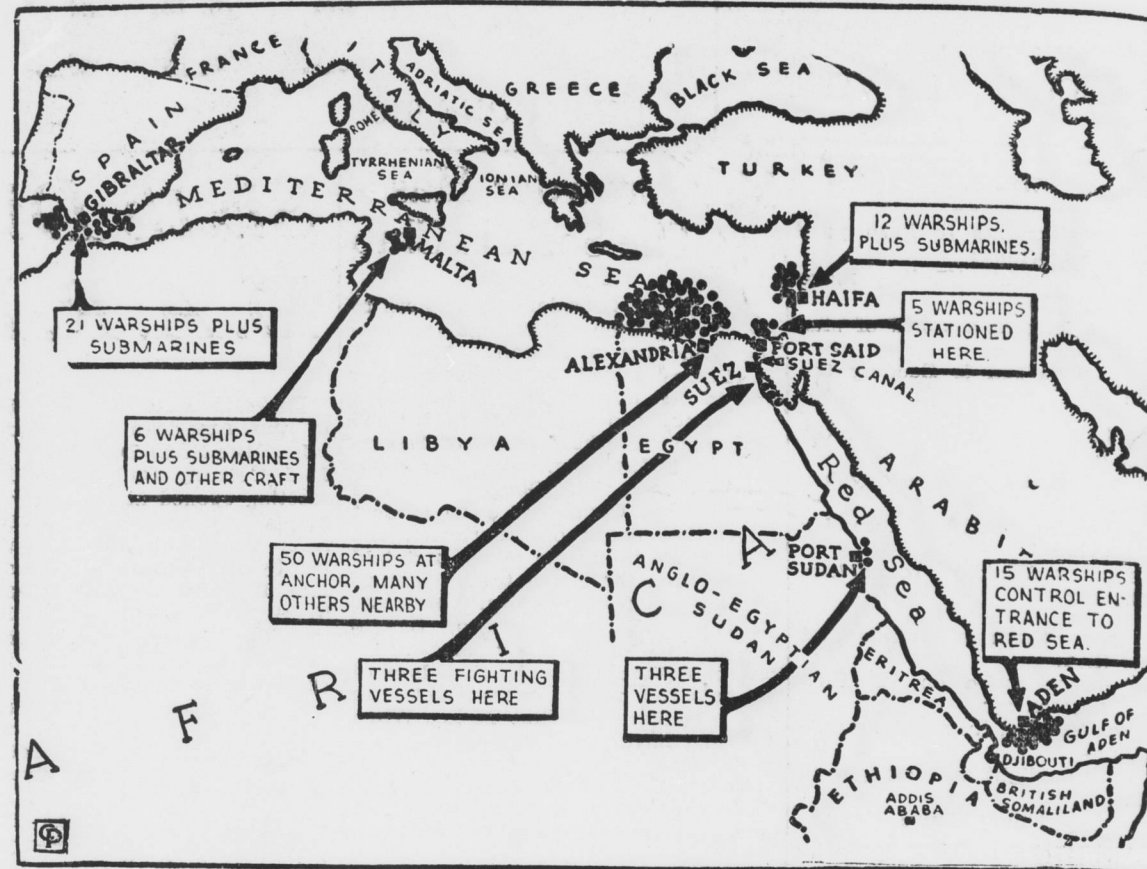 FRANCE
SPAIN
GIBRALTAR
ITALY
ROME
ADRIATIC SEA
GREECE
BLACK SEA
TYRRHENIAN
SEA
IONIAN
SEA
TURKEY
MEDITERRANEAN SEA
MALTA
21 WARSHIPS PLUS
SUBMARINES
12 WARSHIPS,
PLUS SUBMARINES.
HAIFA
5 WARSHIPS
STATIONED
HERE.
ALEXANDRIA
PORT SAID
SUEZ CANAL
SUEZ
6 WARSHIPS
PLUS SUBMARINES
AND OTHER CRAFT
LIBYA
EGYPT
Red Sea
ARABI
50 WARSHIPS AT
ANCHOR, MANY
OTHERS NEARBY
PORT
SUDAN
ANGLO-EGYPTIAN
SUDAN
15 WARSHIPS
CONTROL EN-
TRANCE TO
RED SEA.
THREE FIGHTING
VESSELS HERE
THREE
VESSELS
HERE
ERITREA
ADEN
GULF OF
ADEN
DJIBOUTI
BRITISH
SOMALILAND
ETHIOPIA
ADDIS
ABABA
AFRICA
CP